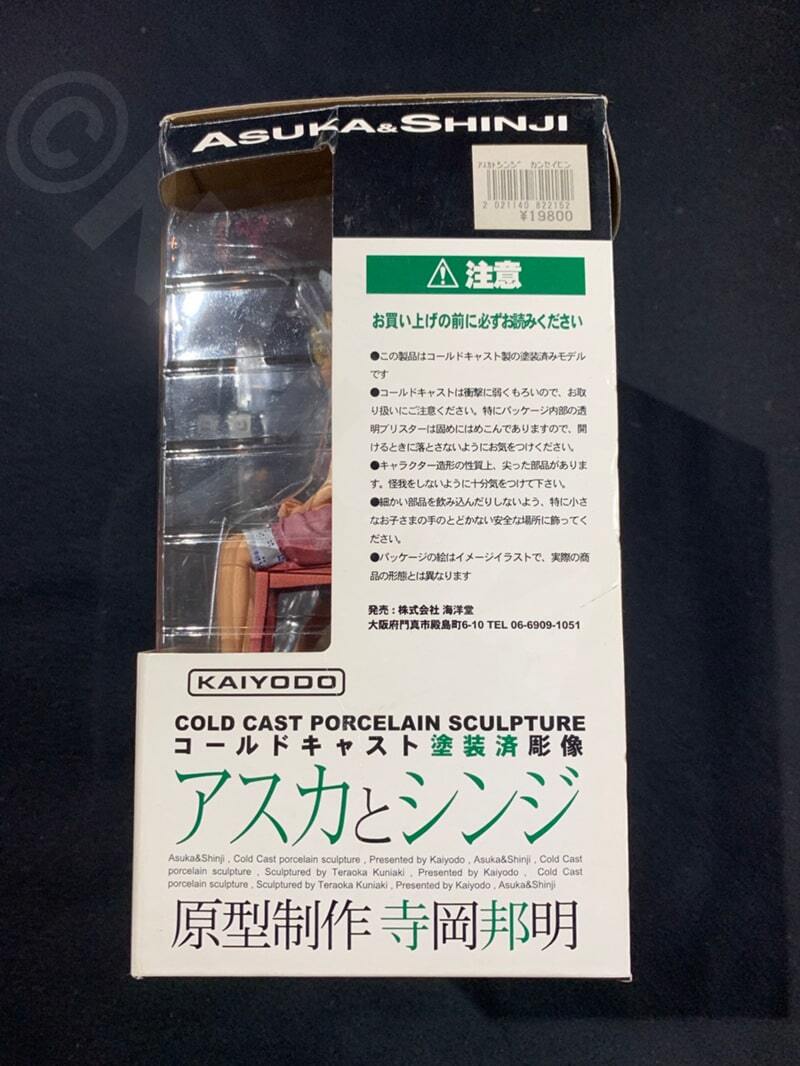 ASUKA&SHINJI
アスカトシンジ カンセイヒン
2 021140 822152
¥19800
注意
お買い上げの前に必ずお読みください
●この製品はコールドキャスト製の塗装済みモデル
です
●コールドキャストは衝撃に弱くもろいので、お取
り扱いにご注意ください。特にパッケージ内部の透
明ブリスターは固めにはめこんでありますので、開
けるときに落とさないようにお気をつけください。
●キャラクター造形の性質上、尖った部品がありま
す。怪我をしないように十分気をつけて下さい。
●細かい部品を飲み込んだりしないよう、特に小さ
なお子さまの手のとどかない安全な場所に飾ってく
ださい。
●パッケージの絵はイメージイラストで、実際の商
品の形態とは異なります
発売：株式会社 海洋堂
大阪府門真市殿島町6-10 TEL 06-6909-1051
KAIYODO
COLD CAST PORCELAIN SCULPTURE
コールドキャスト塗装済彫像
アスカとシンジ
Asuka&Shinji , Cold Cast porcelain sculpture , Presented by Kaiyodo , Asuka&Shinji , Cold Cast
porcelain sculpture , Sculptured by Teraoka Kuniaki , Presented by Kaiyodo , Cold Cast
porcelain sculpture , Sculptured by Teraoka Kuniaki , Presented by Kaiyodo , Asuka&Shinji
原型制作 寺岡邦明